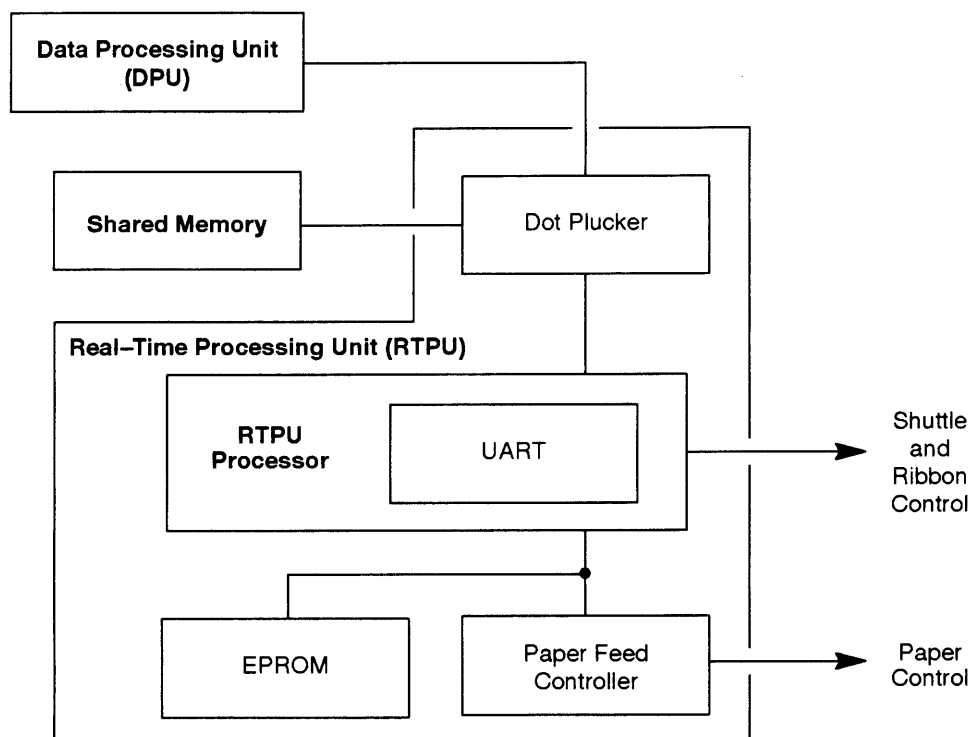 Data Processing Unit
(DPU)
Shared Memory
Dot Plucker
Real–Time Processing Unit (RTPU)
RTPU
Processor
UART
Shuttle
and
Ribbon
Control
EPROM
Paper Feed
Controller
Paper
Control